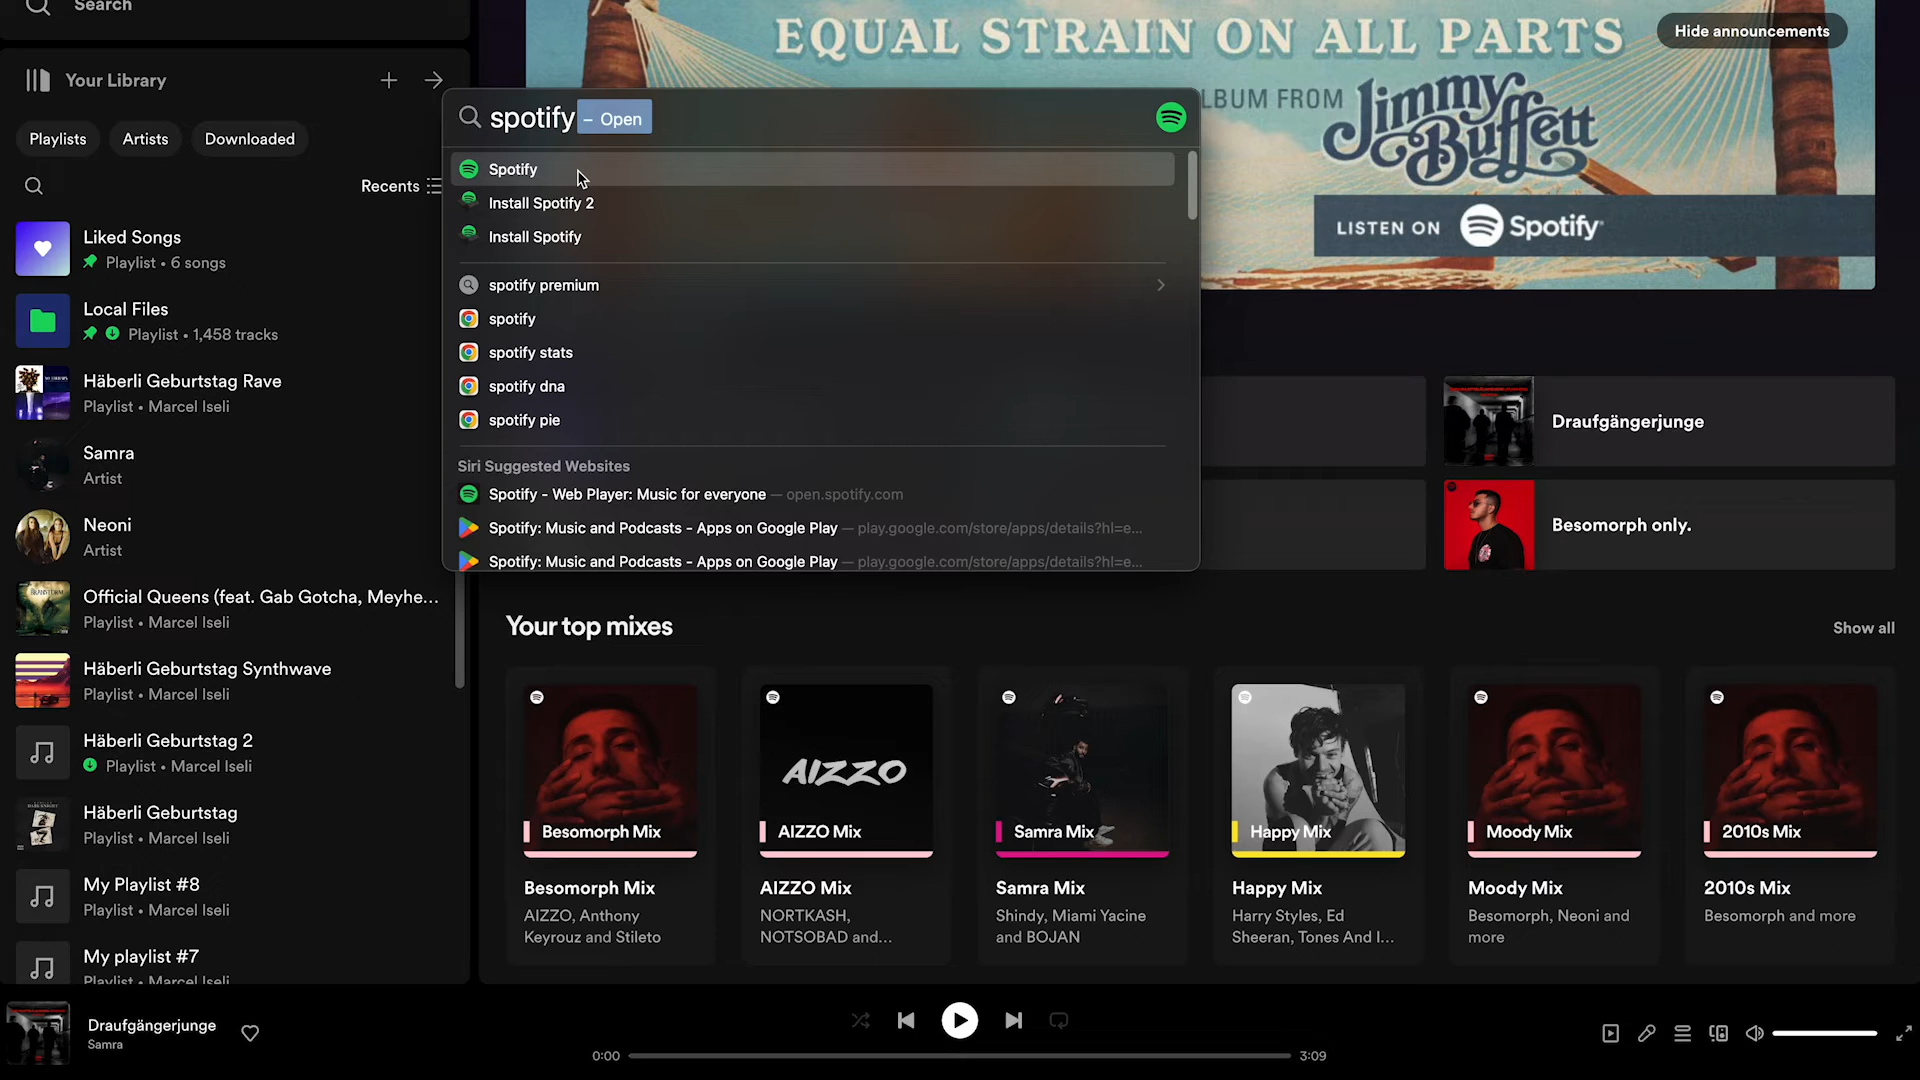 Search
Your Library
Playlists
Artists
Downloaded
Recents
Liked Songs
Playlist • 6 songs
Local Files
Playlist • 1,458 tracks
Häberli Geburtstag Rave
Playlist • Marcel Iseli
Samra
Artist
Neoni
Artist
Official Queens (feat. Gab Gotcha, Meyhe...
Playlist • Marcel Iseli
Häberli Geburtstag Synthwave
Playlist • Marcel Iseli
Häberli Geburtstag 2
Playlist • Marcel Iseli
Häberli Geburtstag
Playlist • Marcel Iseli
My Playlist #8
Playlist • Marcel Iseli
My playlist #7
Playlist • Marcel Iseli
spotify – Open
Spotify
Install Spotify 2
Install Spotify
spotify premium
spotify
spotify stats
spotify dna
spotify pie
Siri Suggested Websites
Spotify - Web Player: Music for everyone — open.spotify.com
Spotify: Music and Podcasts - Apps on Google Play — play.google.com/store/apps/details?hl=e...
Spotify: Music and Podcasts - Apps on Google Play — play.google.com/store/apps/details?hl=e...
EQUAL STRAIN ON ALL PARTS
Hide announcements
ALBUM FROM
Jimmy
Buffett
LISTEN ON Spotify
Draufgängerjunge
Besomorph only.
Your top mixes
Show all
Besomorph Mix
AIZZO
AIZZO Mix
Samra Mix
Happy Mix
Moody Mix
2010s Mix
Besomorph Mix
AIZZO, Anthony
Keyrouz and Stileto
AIZZO Mix
NORTKASH,
NOTSOBAD and...
Samra Mix
Shindy, Miami Yacine
and BOJAN
Happy Mix
Harry Styles, Ed
Sheeran, Tones And I...
Moody Mix
Besomorph, Neoni and
more
2010s Mix
Besomorph and more
Draufgängerjunge
Samra
0:00
3:09